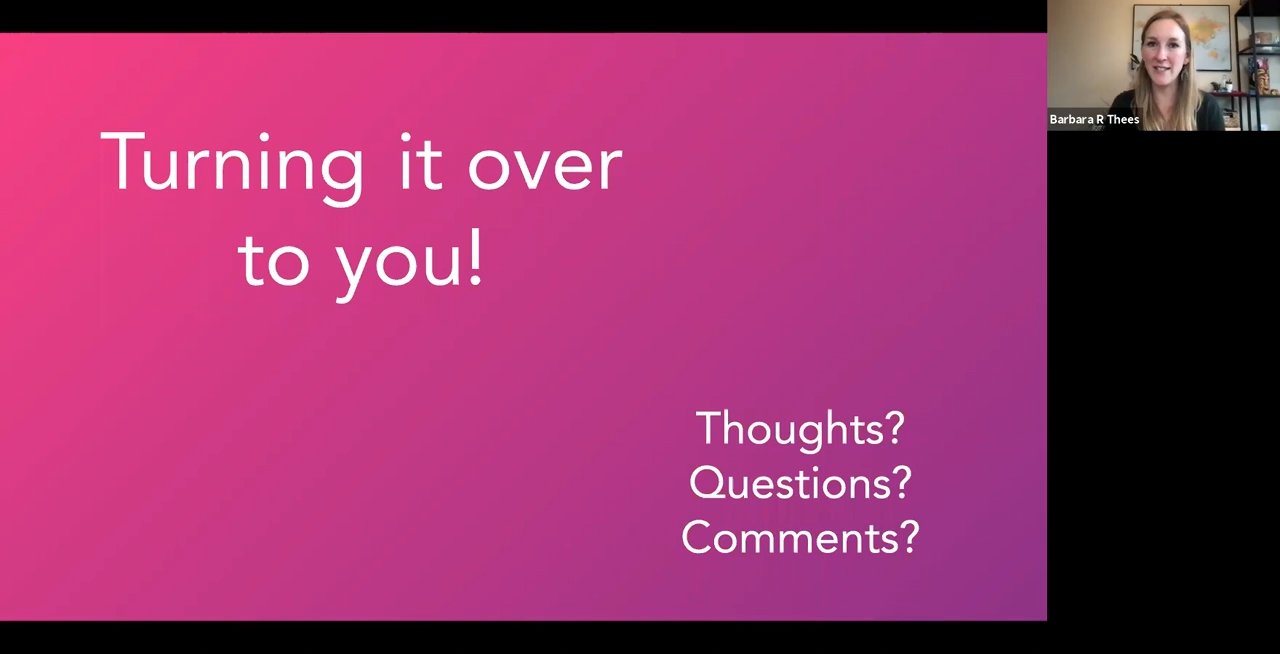 Turning it over
to you!
Thoughts?
Questions?
Comments?
Barbara R Thees